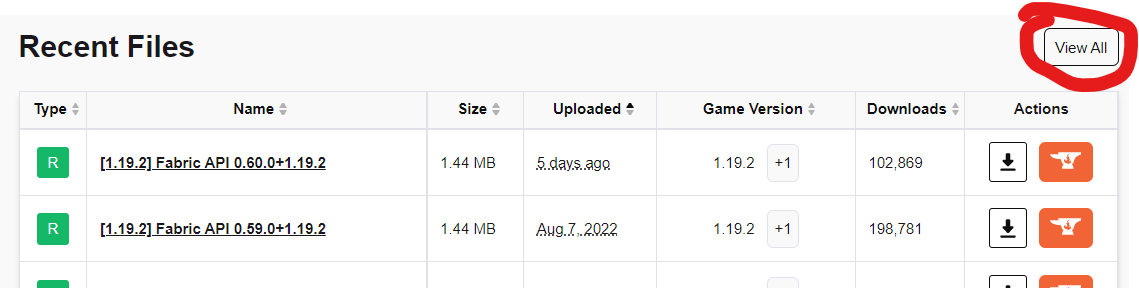 Recent Files
View All
Type Name Size Uploaded Game Version Downloads Actions
R [1.19.2] Fabric API 0.60.0+1.19.2 1.44 MB 5 days ago 1.19.2 +1 102,869
R [1.19.2] Fabric API 0.59.0+1.19.2 1.44 MB Aug 7, 2022 1.19.2 +1 198,781